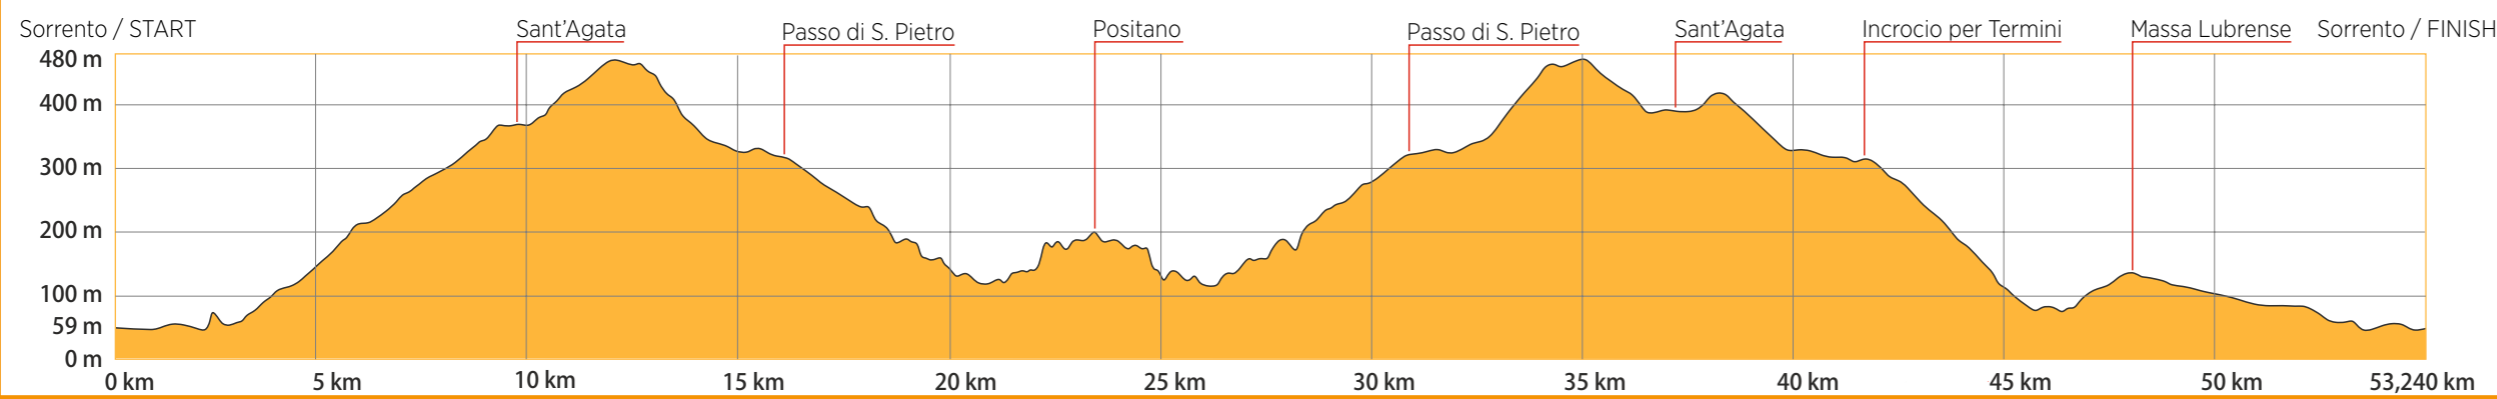 Sorrento / START
Sant'Agata
Passo di S. Pietro
Positano
Passo di S. Pietro
Sant'Agata
Incrocio per Termini
Massa Lubrense
Sorrento / FINISH
480 m
400 m
300 m
200 m
100 m
59 m
0 m
0 km
5 km
10 km
15 km
20 km
25 km
30 km
35 km
40 km
45 km
50 km
53,240 km